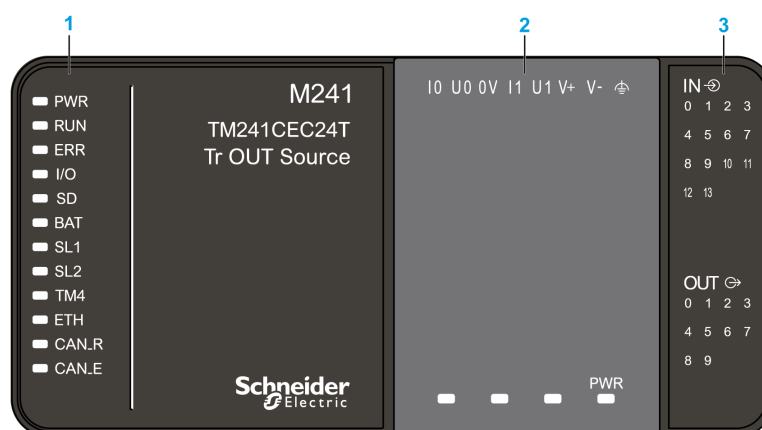 1
2
3
PWR
RUN
ERR
I/O
SD
BAT
SL1
SL2
TM4
ETH
CAN_R
CAN_E
M241
TM241CEC24T
Tr OUT Source
Schneider
Electric
I0 U0 0V I1 U1 V+ V-
PWR
IN
0 1 2 3
4 5 6 7
8 9 10 11
12 13
OUT
0 1 2 3
4 5 6 7
8 9